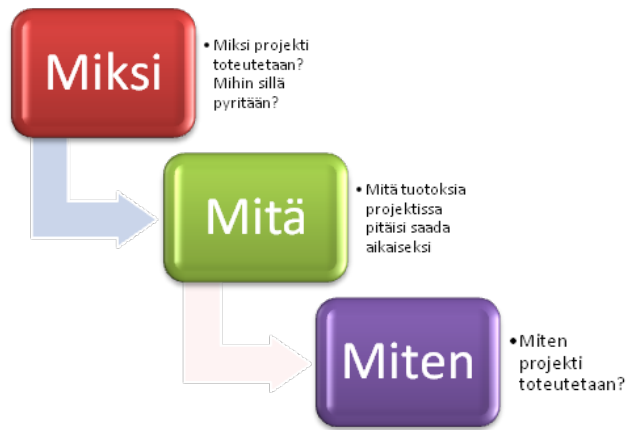 Miksi
• Miksi projekti
toteutetaan?
Mihin sillä
pyritään?
Mitä
• Mitä tuotoksia
projektissa
pitäisi saada
aikaiseksi
Miten
• Miten
projekti
toteutetaan?